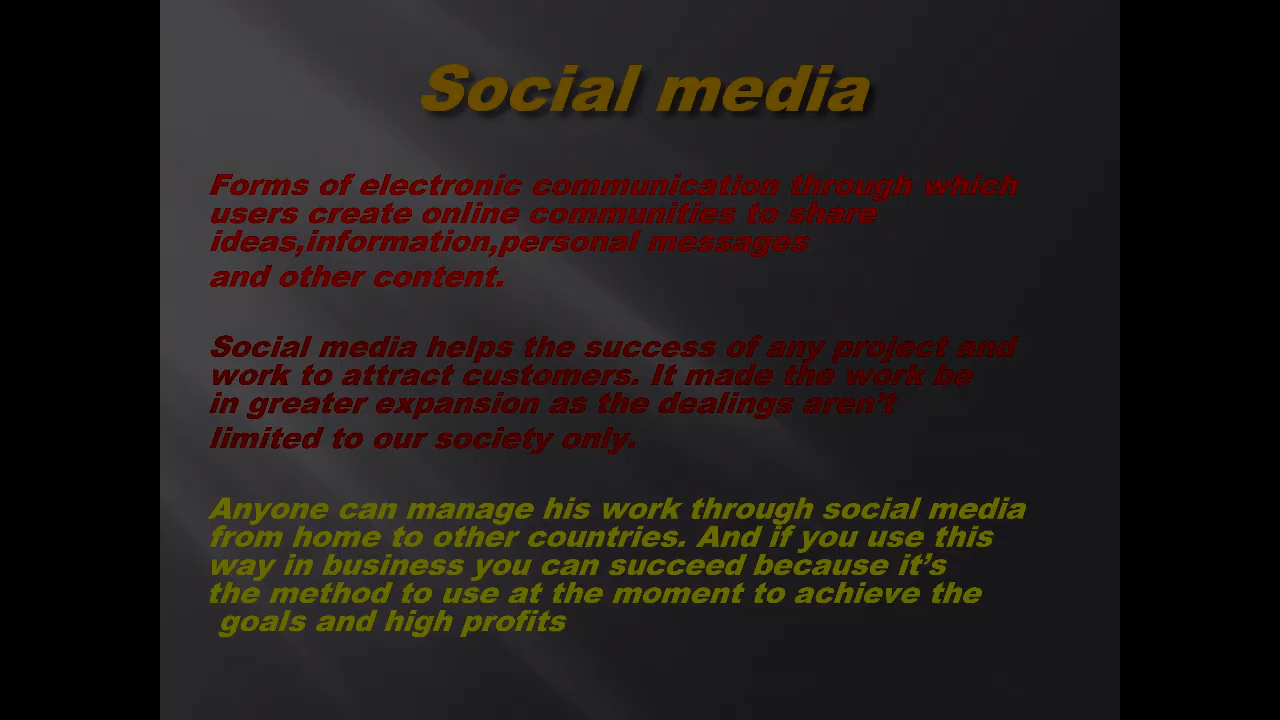 Social media
Forms of electronic communication through which
users create online communities to share
ideas,information,personal messages
and other content.
Social media helps the success of any project and
work to attract customers. It made the work be
in greater expansion as the dealings aren’t
limited to our society only.
Anyone can manage his work through social media
from home to other countries. And if you use this
way in business you can succeed because it’s
the method to use at the moment to achieve the
goals and high profits